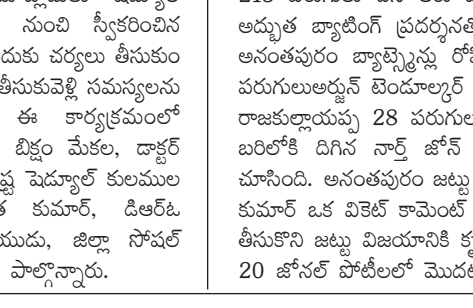 నుంచి స్వీకరించిన
దుకు చర్యలు తీసుకుం
తీసుకువెళ్లి సమస్యలను
ఈ కార్యక్రమంలో
బిక్షం మేకల, డాక్టర్
ష్ట్ర షెడ్యూల్ కులముల
త కుమార్, డిఆర్ఓ
యుడు, జిల్లా సోషల్
పాల్గొన్నారు.
అద్భుత బ్యాటింగ్ ప్రదర్శనతో
అనంతపురం బ్యాట్స్మెన్లు రోహి
పరుగులుఅర్జున్ టెండూల్కర్
రాజకుల్లాయప్ప 28 పరుగుల
బరిలోకి దిగిన నార్త్ జోన్
చూసింది. అనంతపురం జట్టు
కుమార్ ఒక వికెట్ కామెంట్
తీసుకొని జట్టు విజయానికి కృ
20 జోనల్ పోటీలలో మొదట